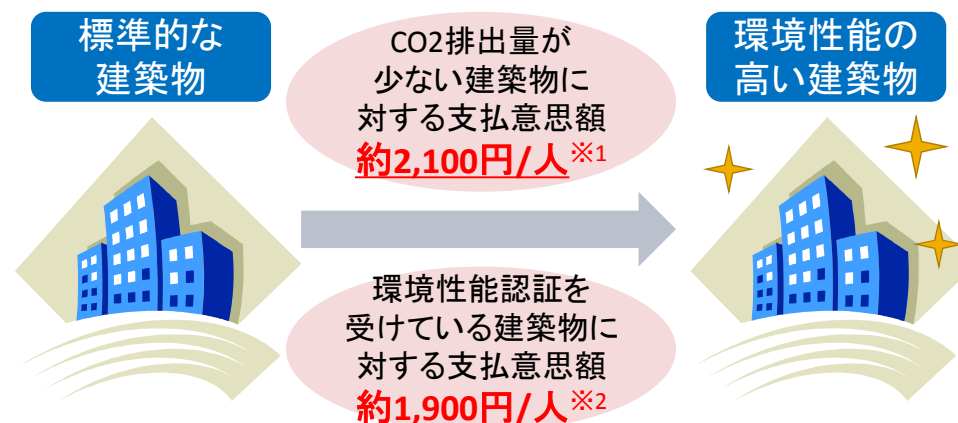 標準的な
建築物
CO2排出量が
少ない建築物に
対する支払意思額
約2,100円/人※1
環境性能の
高い建築物
環境性能認証を
受けている建築物に
対する支払意思額
約1,900円/人※2